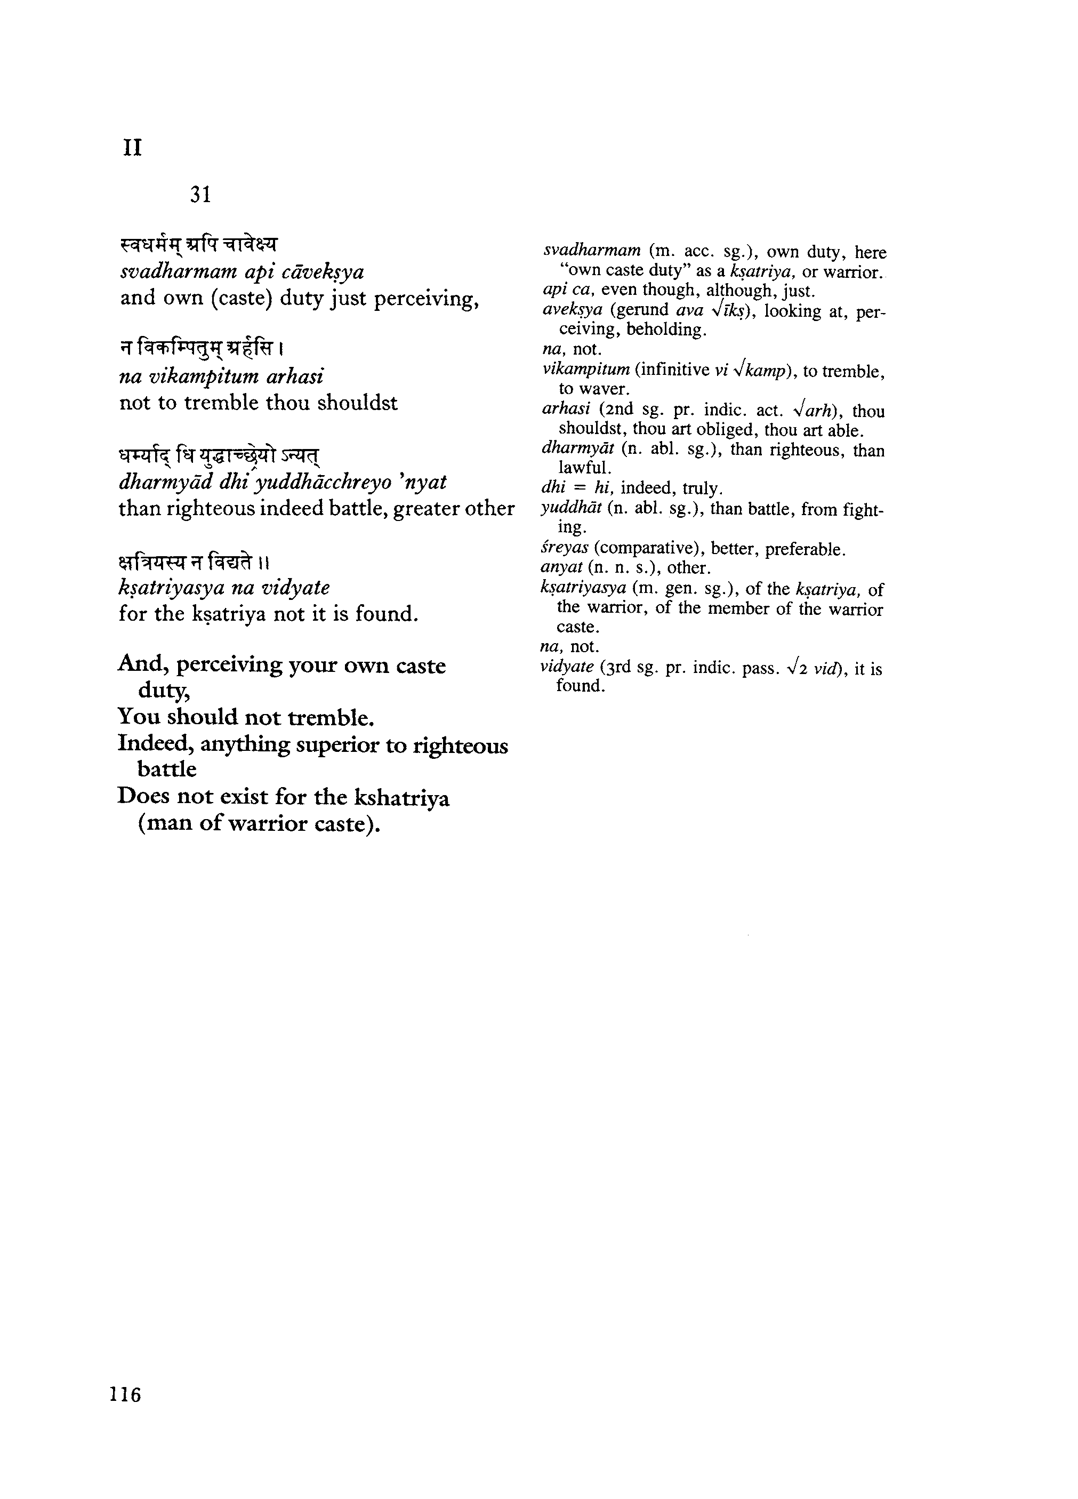 II
31
स्वधर्मम् अपि चावेक्ष्य
svadharmam api cāvekṣya
and own (caste) duty just perceiving,
न विकम्पितुम् अर्हसि ।
na vikampitum arhasi
not to tremble thou shouldst
धर्म्याद् धि युद्धाच्छ्रेयो ऽन्यत्
dharmyād dhi yuddhācchreyo 'nyat
than righteous indeed battle, greater other
क्षत्रियस्य न विद्यते ॥
kṣatriyasya na vidyate
for the kṣatriya not it is found.
And, perceiving your own caste
duty,
You should not tremble.
Indeed, anything superior to righteous
battle
Does not exist for the kshatriya
(man of warrior caste).
svadharmam (m. acc. sg.), own duty, here
“own caste duty” as a kṣatriya, or warrior.
api ca, even though, although, just.
avekṣya (gerund ava √īkṣ), looking at, per-
ceiving, beholding.
na, not.
vikampitum (infinitive vi √kamp), to tremble,
to waver.
arhasi (2nd sg. pr. indic. act. √arh), thou
shouldst, thou art obliged, thou art able.
dharmyāt (n. abl. sg.), than righteous, than
lawful.
dhi = hi, indeed, truly.
yuddhāt (n. abl. sg.), than battle, from fight-
ing.
śreyas (comparative), better, preferable.
anyat (n. n. s.), other.
kṣatriyasya (m. gen. sg.), of the kṣatriya, of
the warrior, of the member of the warrior
caste.
na, not.
vidyate (3rd sg. pr. indic. pass. √2 vid), it is
found.
116